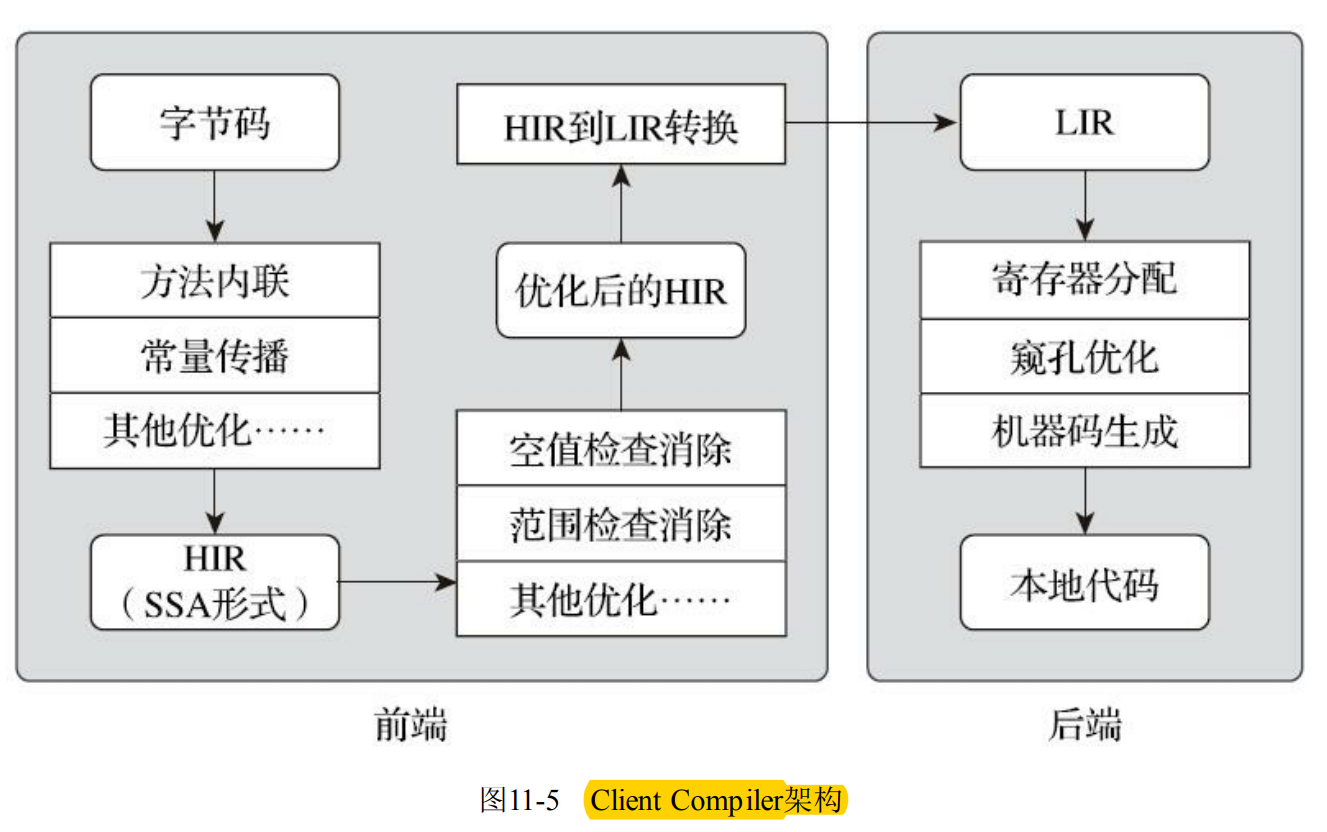 字节码
方法内联
常量传播
其他优化……
HIR
（SSA形式）
空值检查消除
范围检查消除
其他优化……
优化后的HIR
HIR到LIR转换
前端
LIR
寄存器分配
窥孔优化
机器码生成
本地代码
后端
图11-5 Client Compiler架构